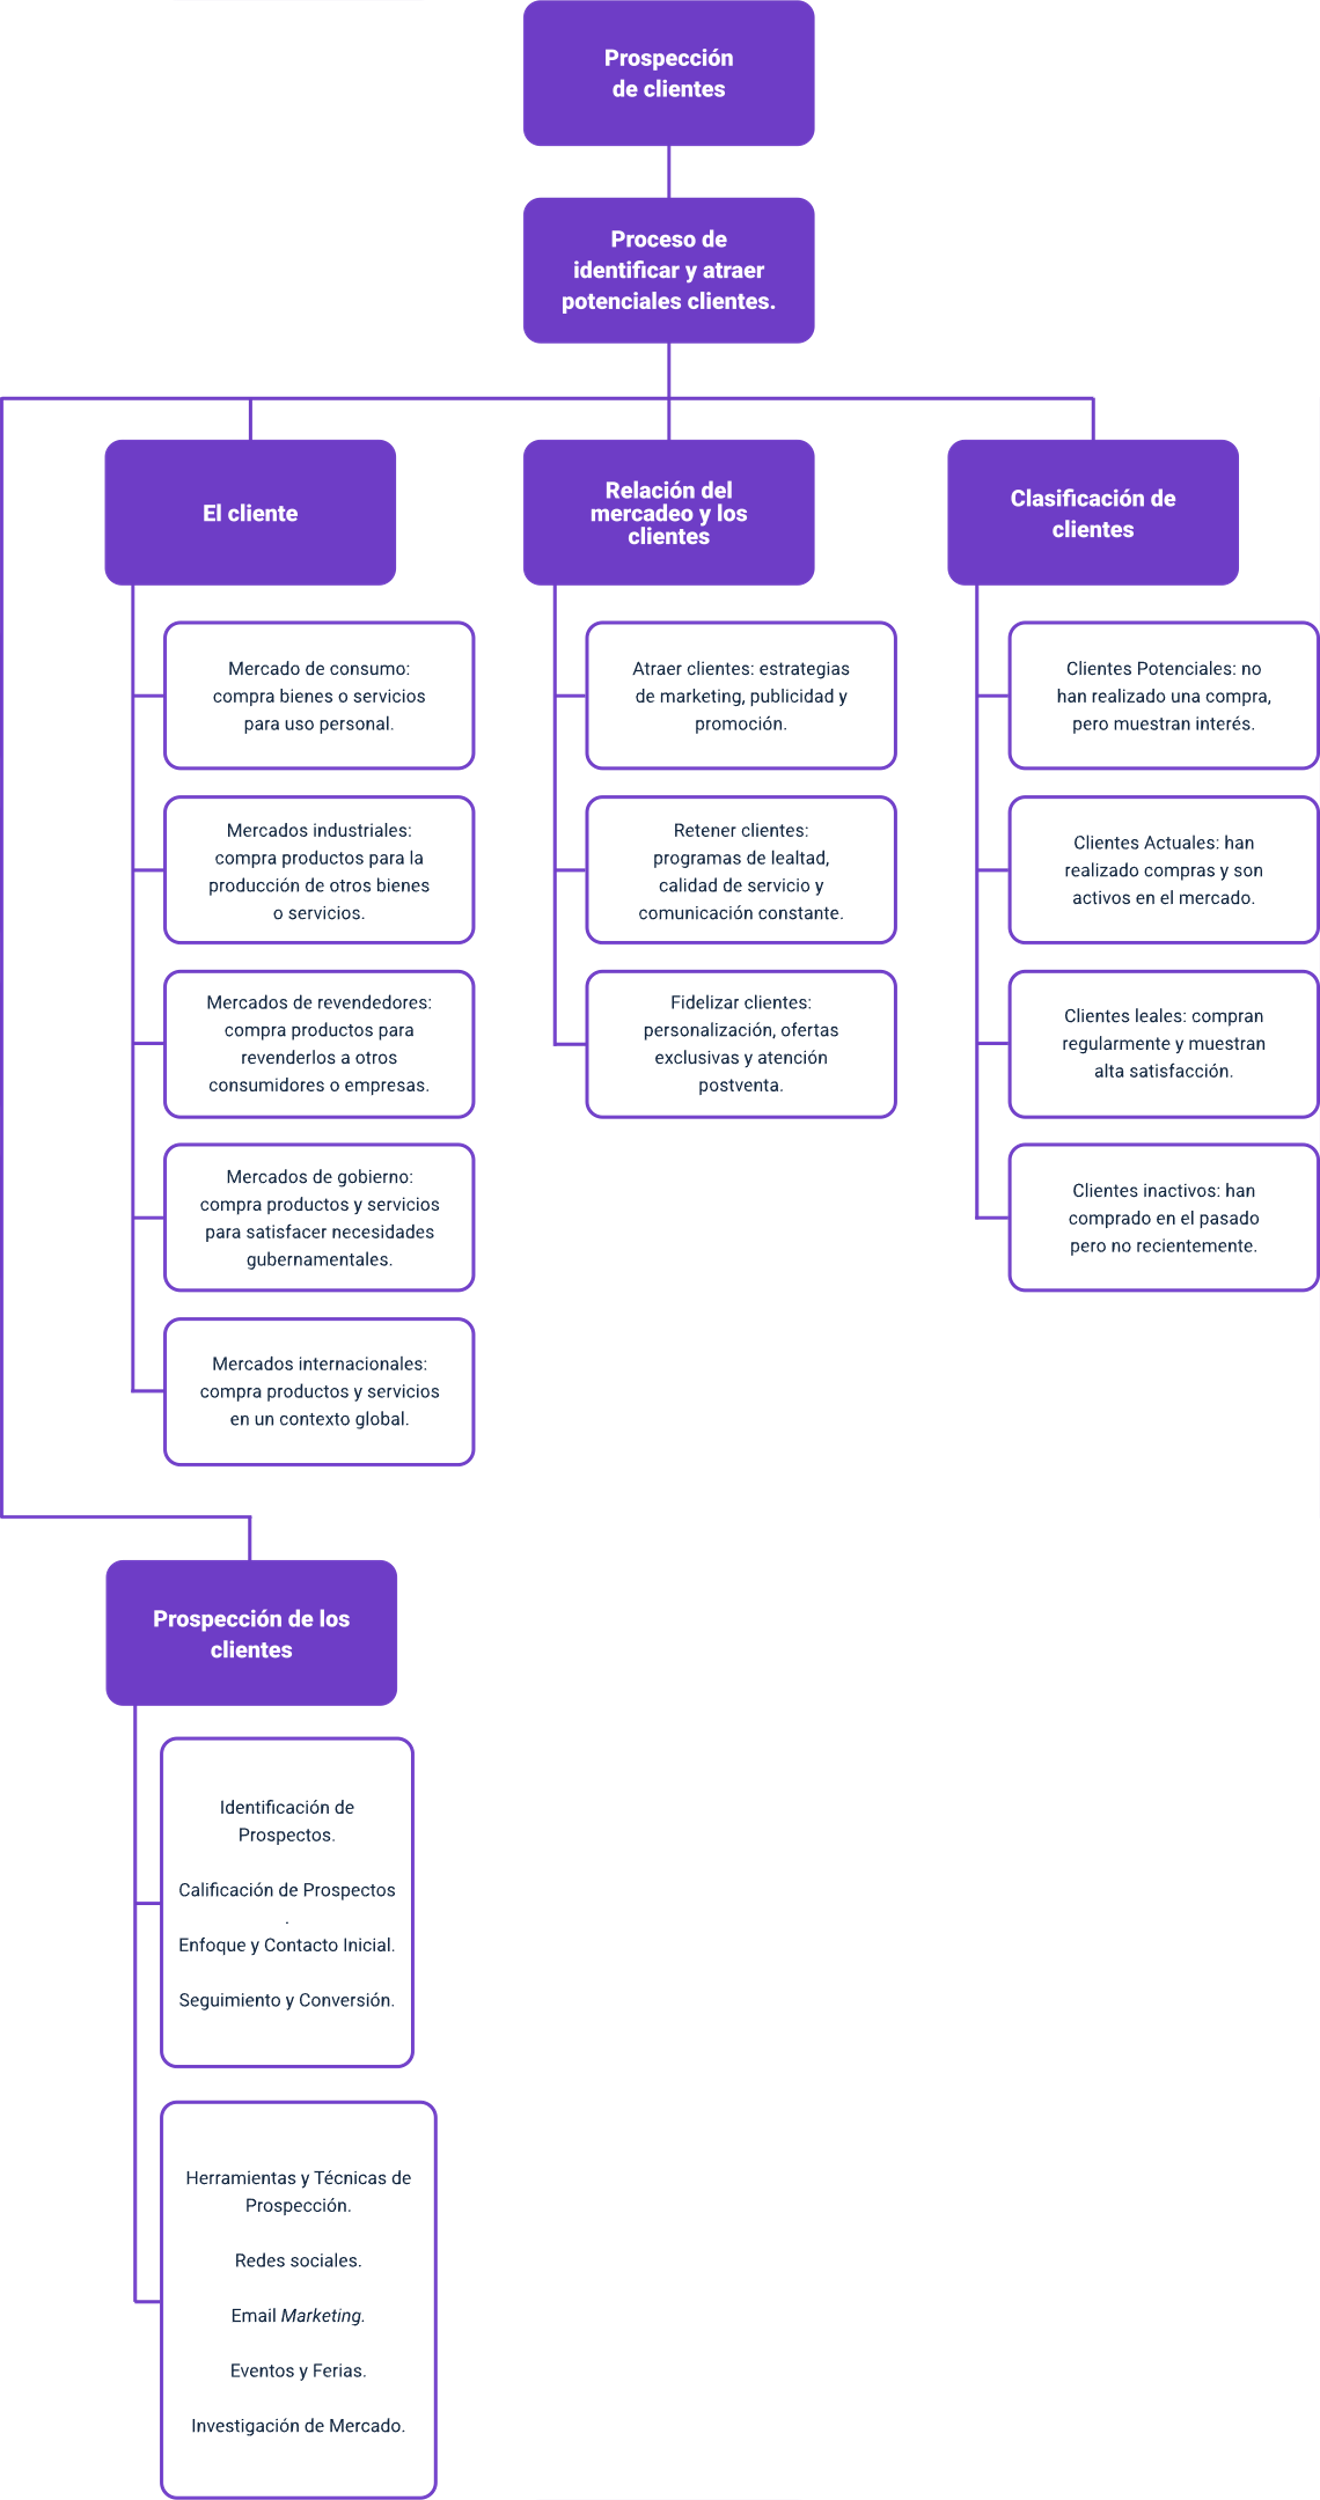 Prospección
de clientes
Proceso de
identificar y atraer
potenciales clientes.
El cliente
Mercado de consumo:
compra bienes o servicios
para uso personal.
Mercados industriales:
compra productos para la
producción de otros bienes
o servicios.
Mercados de revendedores:
compra productos para
revenderlos a otros
consumidores o empresas.
Mercados de gobierno:
compra productos y servicios
para satisfacer necesidades
gubernamentales.
Mercados internacionales:
compra productos y servicios
en un contexto global.
Relación del
mercadeo y los
clientes
Atraer clientes: estrategias
de marketing, publicidad y
promoción.
Retener clientes:
programas de lealtad,
calidad de servicio y
comunicación constante.
Fidelizar clientes:
personalización, ofertas
exclusivas y atención
postventa.
Clasificación de
clientes
Clientes Potenciales: no
han realizado una compra,
pero muestran interés.
Clientes Actuales: han
realizado compras y son
activos en el mercado.
Clientes leales: compran
regularmente y muestran
alta satisfacción.
Clientes inactivos: han
comprado en el pasado
pero no recientemente.
Prospección de los
clientes
Identificación de
Prospectos.
Calificación de Prospectos
.
Enfoque y Contacto Inicial.
Seguimiento y Conversión.
Herramientas y Técnicas de
Prospección.
Redes sociales.
Email Marketing.
Eventos y Ferias.
Investigación de Mercado.